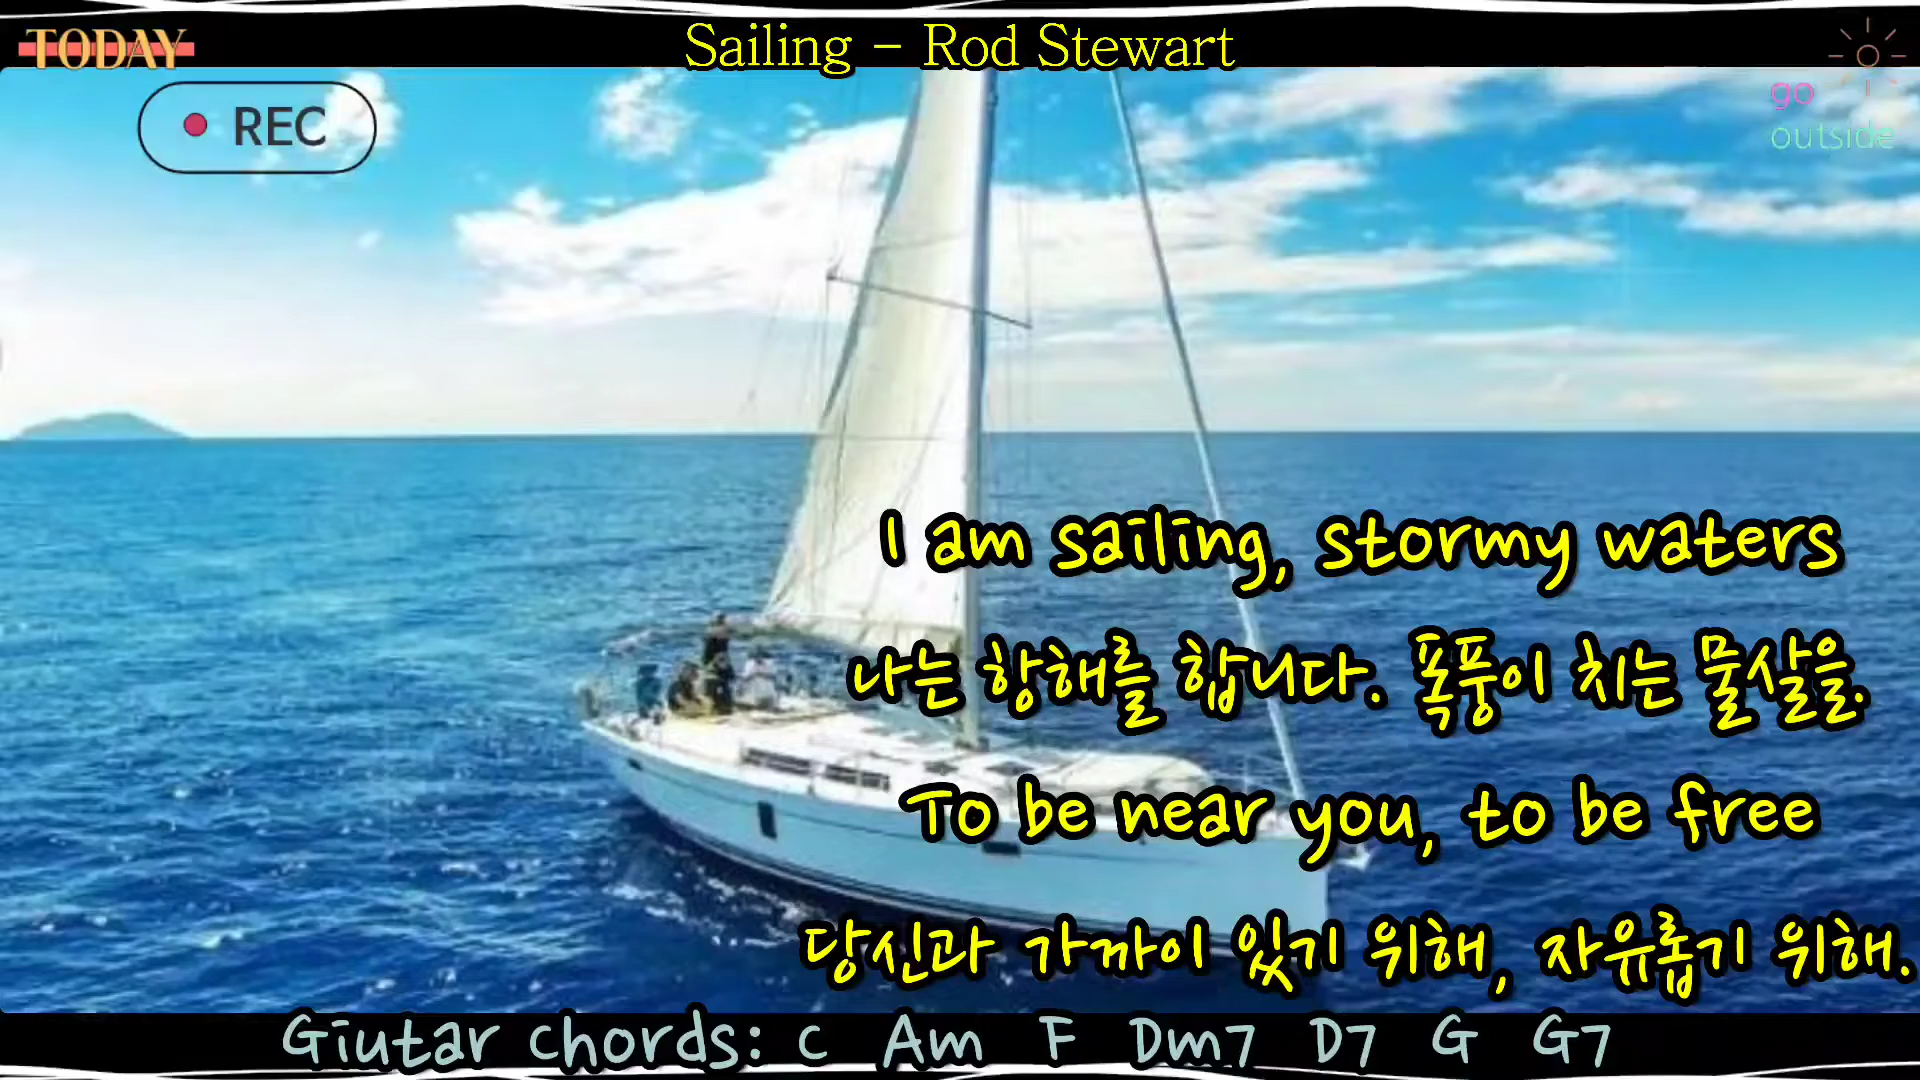 Sailing - Rod Stewart
TODAY
REC
go
outside
I am sailing, stormy waters
나는 항해를 합니다. 폭풍이 치는 물살을.
To be near you, to be free
당신과 가까이 있기 위해, 자유롭기 위해.
Giutar chords: C Am F Dm7 D7 G G7